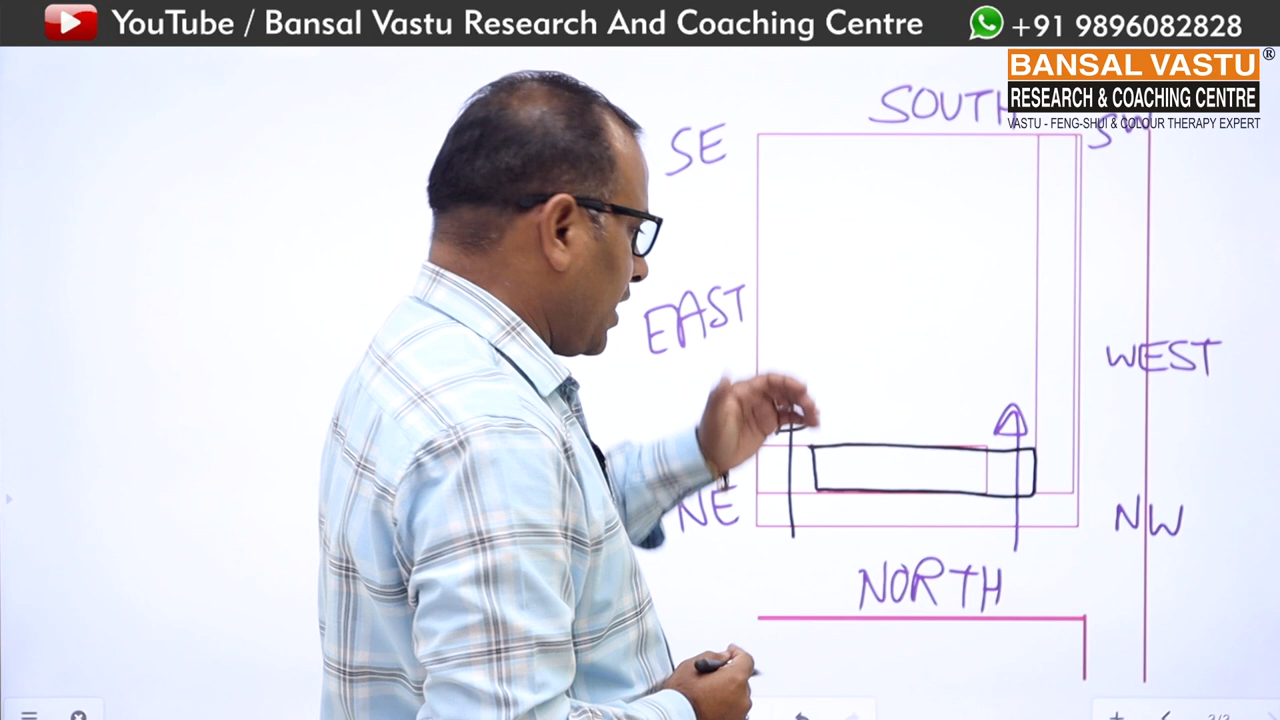 YouTube / Bansal Vastu Research And Coaching Centre
+91 9896082828
BANSAL VASTU®
RESEARCH & COACHING CENTRE
VASTU - FENG-SHUI & COLOUR THERAPY EXPERT
SOUTH
SE
EAST
WEST
NE
NW
NORTH